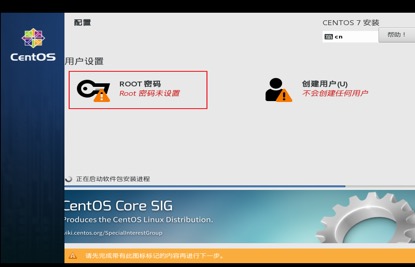 配置
CENTOS 7 安装
cn
帮助！
CentOS
用户设置
ROOT 密码
Root 密码未设置
创建用户(U)
不会创建任何用户
正在启动软件包安装进程
CentOS Core SIG
Produces the CentOS Linux Distribution.
wiki.centos.org/SpecialInterestGroup
请先完成带有此图标标记的内容再进行下一步。